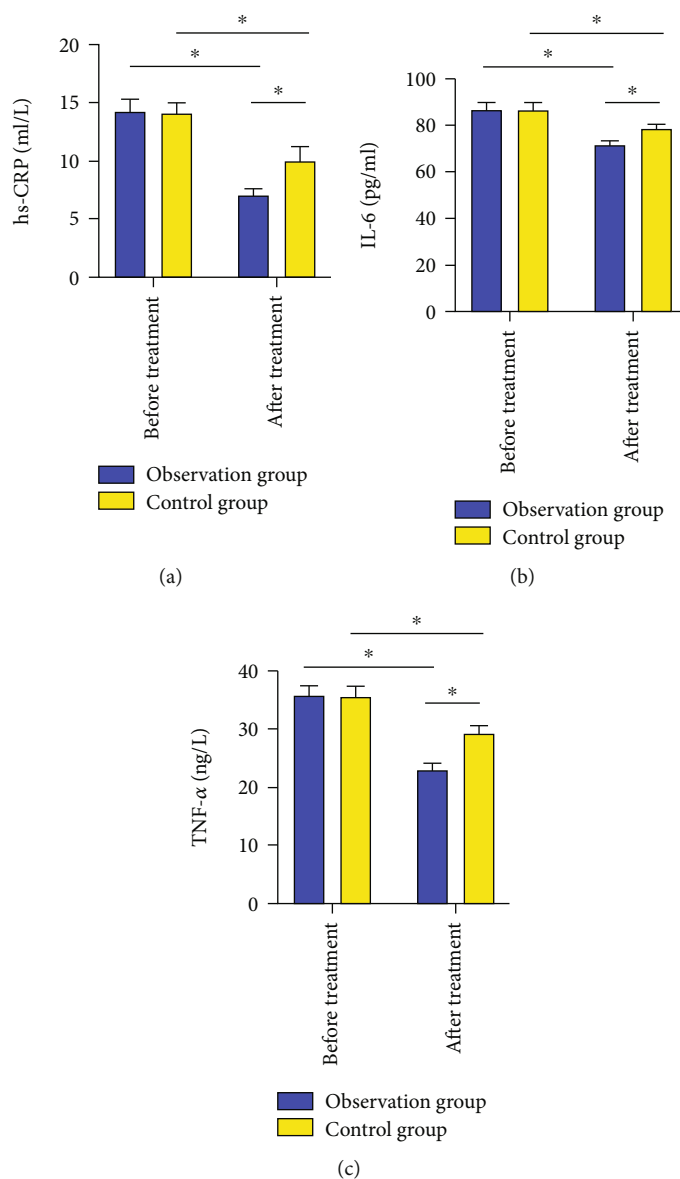 *
*
*
20
15
10
5
0
hs-CRP (ml/L)
Before treatment
After treatment
Observation group
Control group
(a)
*
*
*
100
80
60
40
20
0
IL-6 (pg/ml)
Before treatment
After treatment
Observation group
Control group
(b)
*
*
*
40
30
20
10
0
TNF-α (ng/L)
Before treatment
After treatment
Observation group
Control group
(c)